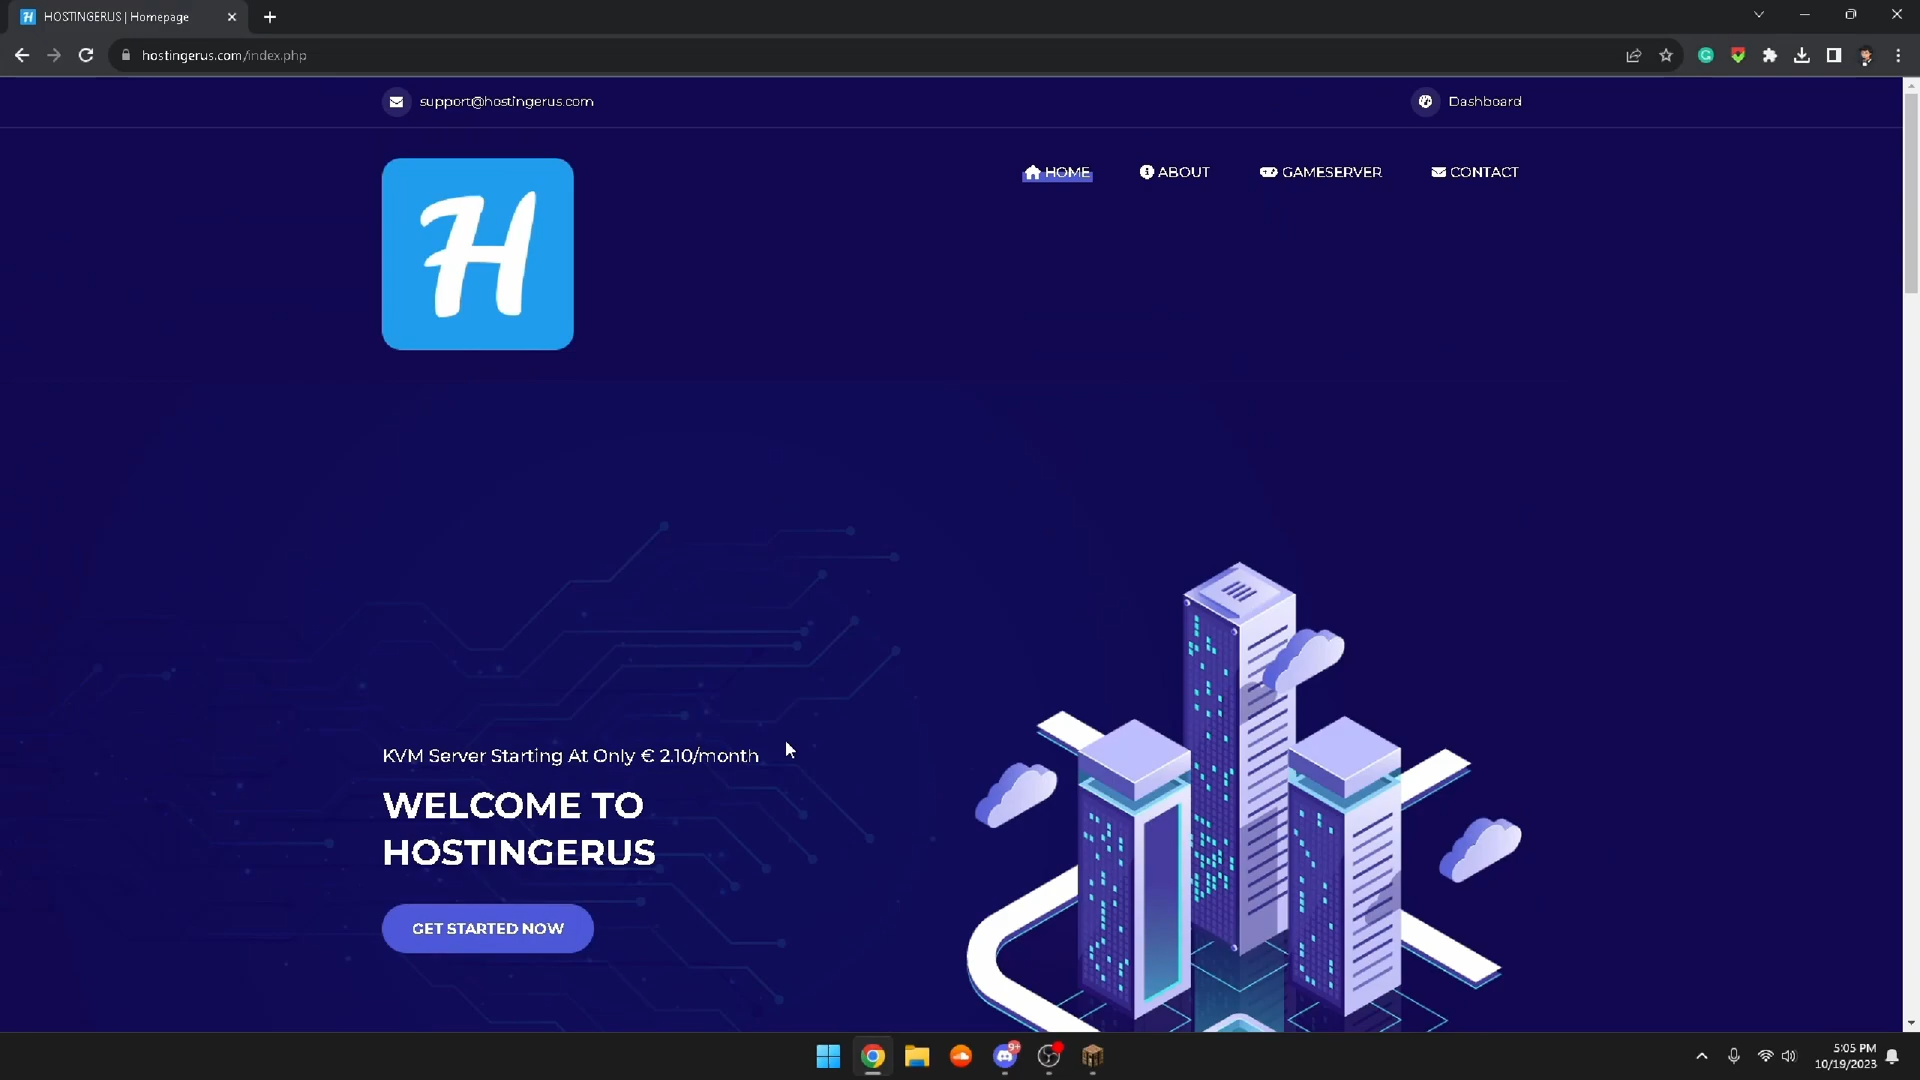 HOSTINGERUS | Homepage
hostingerus.com/index.php
support@hostingerus.com
Dashboard
H
HOME
ABOUT
GAMESERVER
CONTACT
KVM Server Starting At Only € 2.10/month
WELCOME TO
HOSTINGERUS
GET STARTED NOW
9+
5:05 PM
10/19/2023